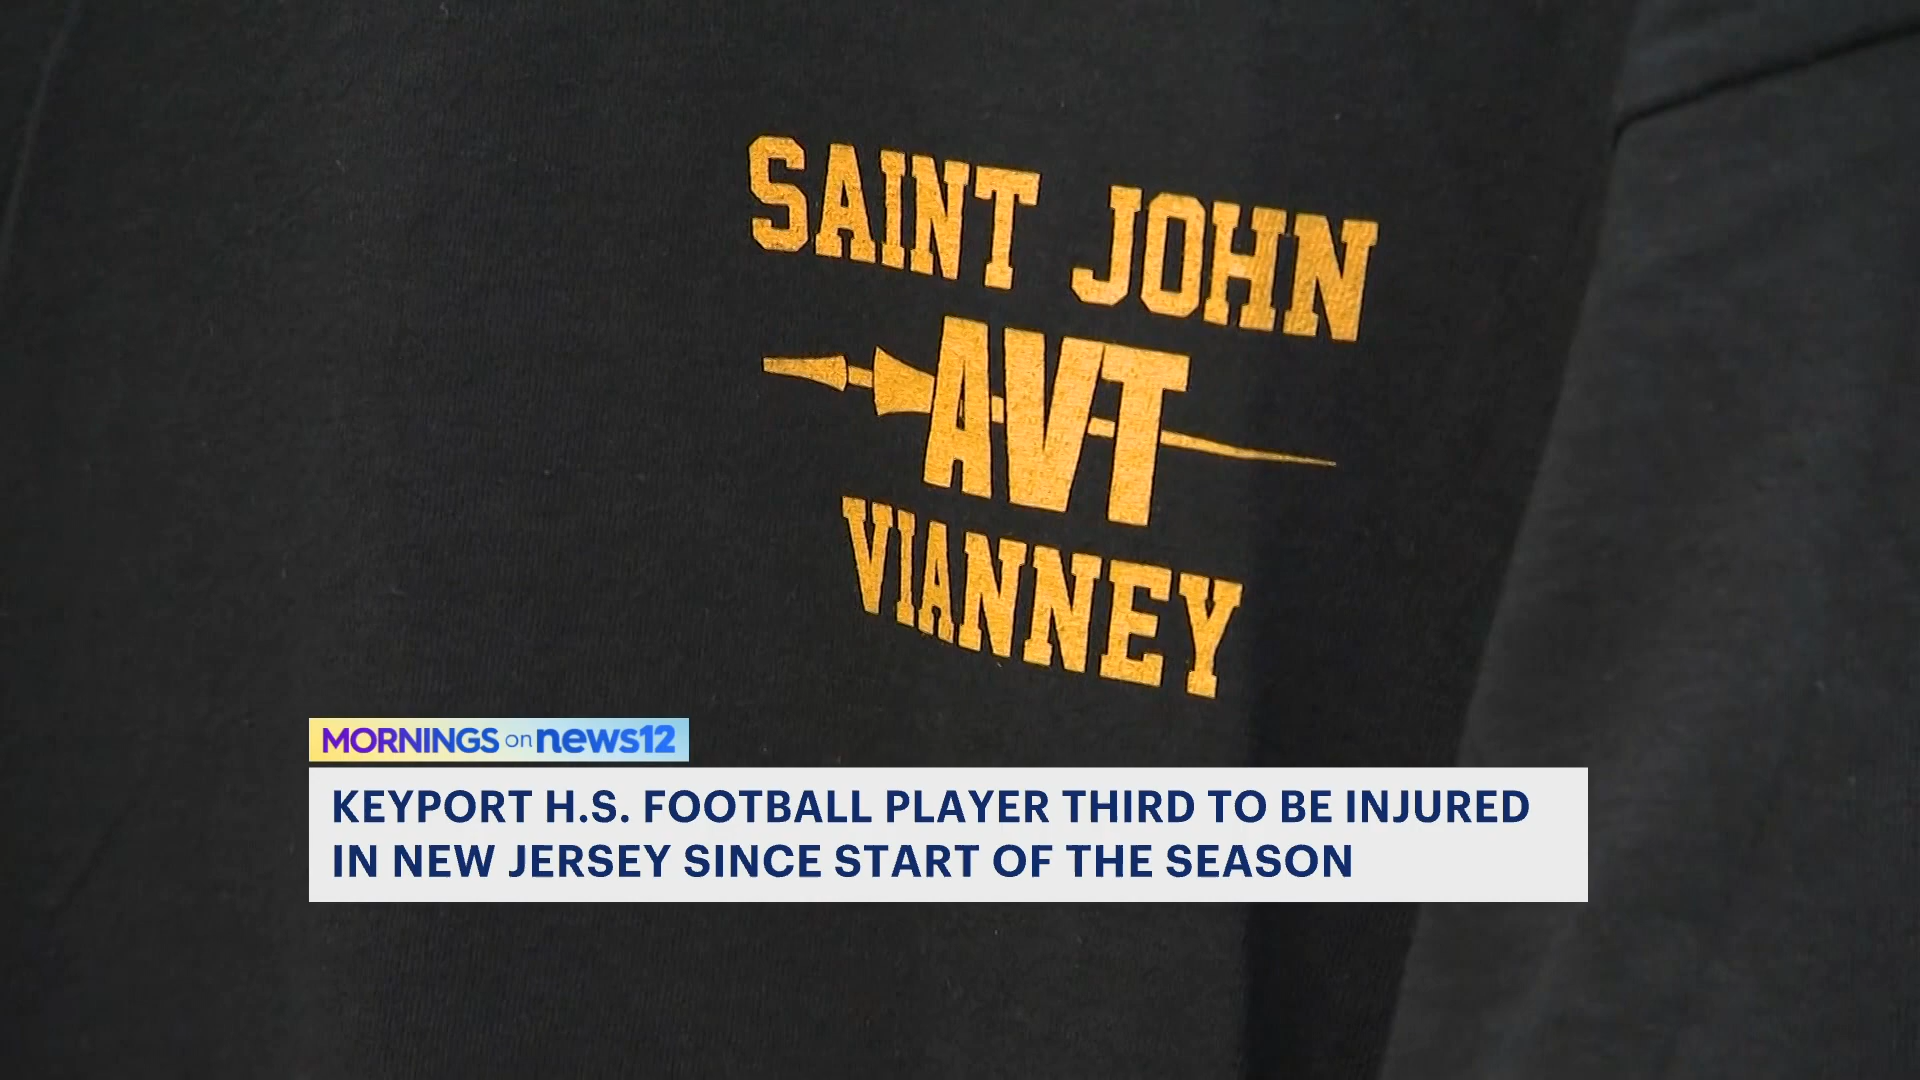 SAINT JOHN
AVT
VIANNEY
MORNINGS on news12
KEYPORT H.S. FOOTBALL PLAYER THIRD TO BE INJURED
IN NEW JERSEY SINCE START OF THE SEASON